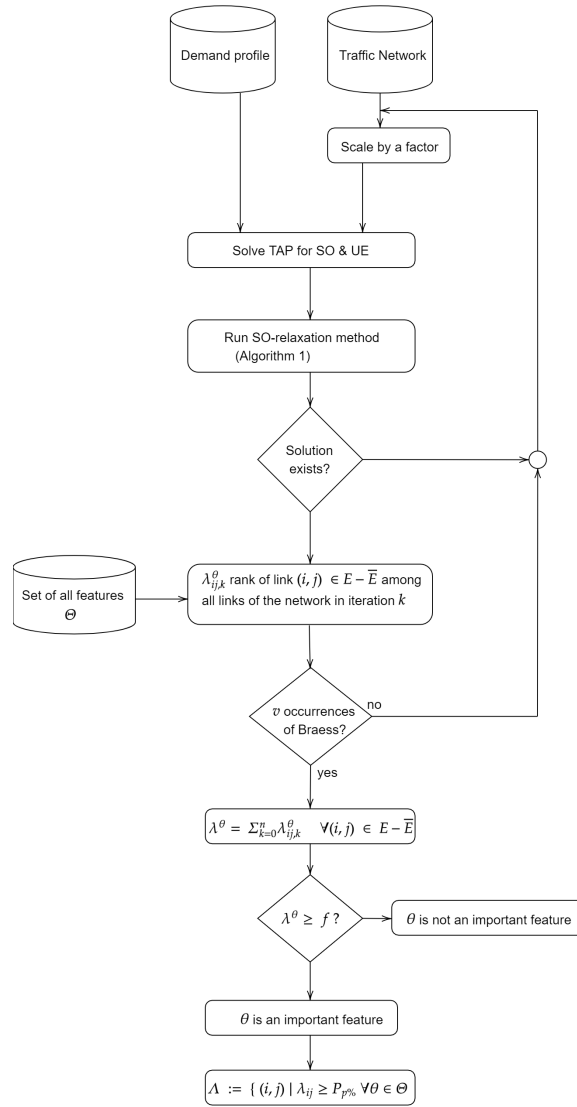 Demand profile
Traffic Network
Scale by a factor
Solve TAP for SO & UE
Run SO-relaxation method
(Algorithm 1)
Solution
exists?
Set of all features
Θ
λ^θ_{ij,k} rank of link (i, j) ∈ E − E̅ among
all links of the network in iteration k
v occurrences
of Braess?
no
yes
λ^θ = Σ^n_{k=0} λ^θ_{ij,k} ∀(i, j) ∈ E − E̅
λ^θ ≥ f ?
θ is not an important feature
θ is an important feature
Λ := { (i, j) | λ_{ij} ≥ P_{p%} ∀θ ∈ Θ